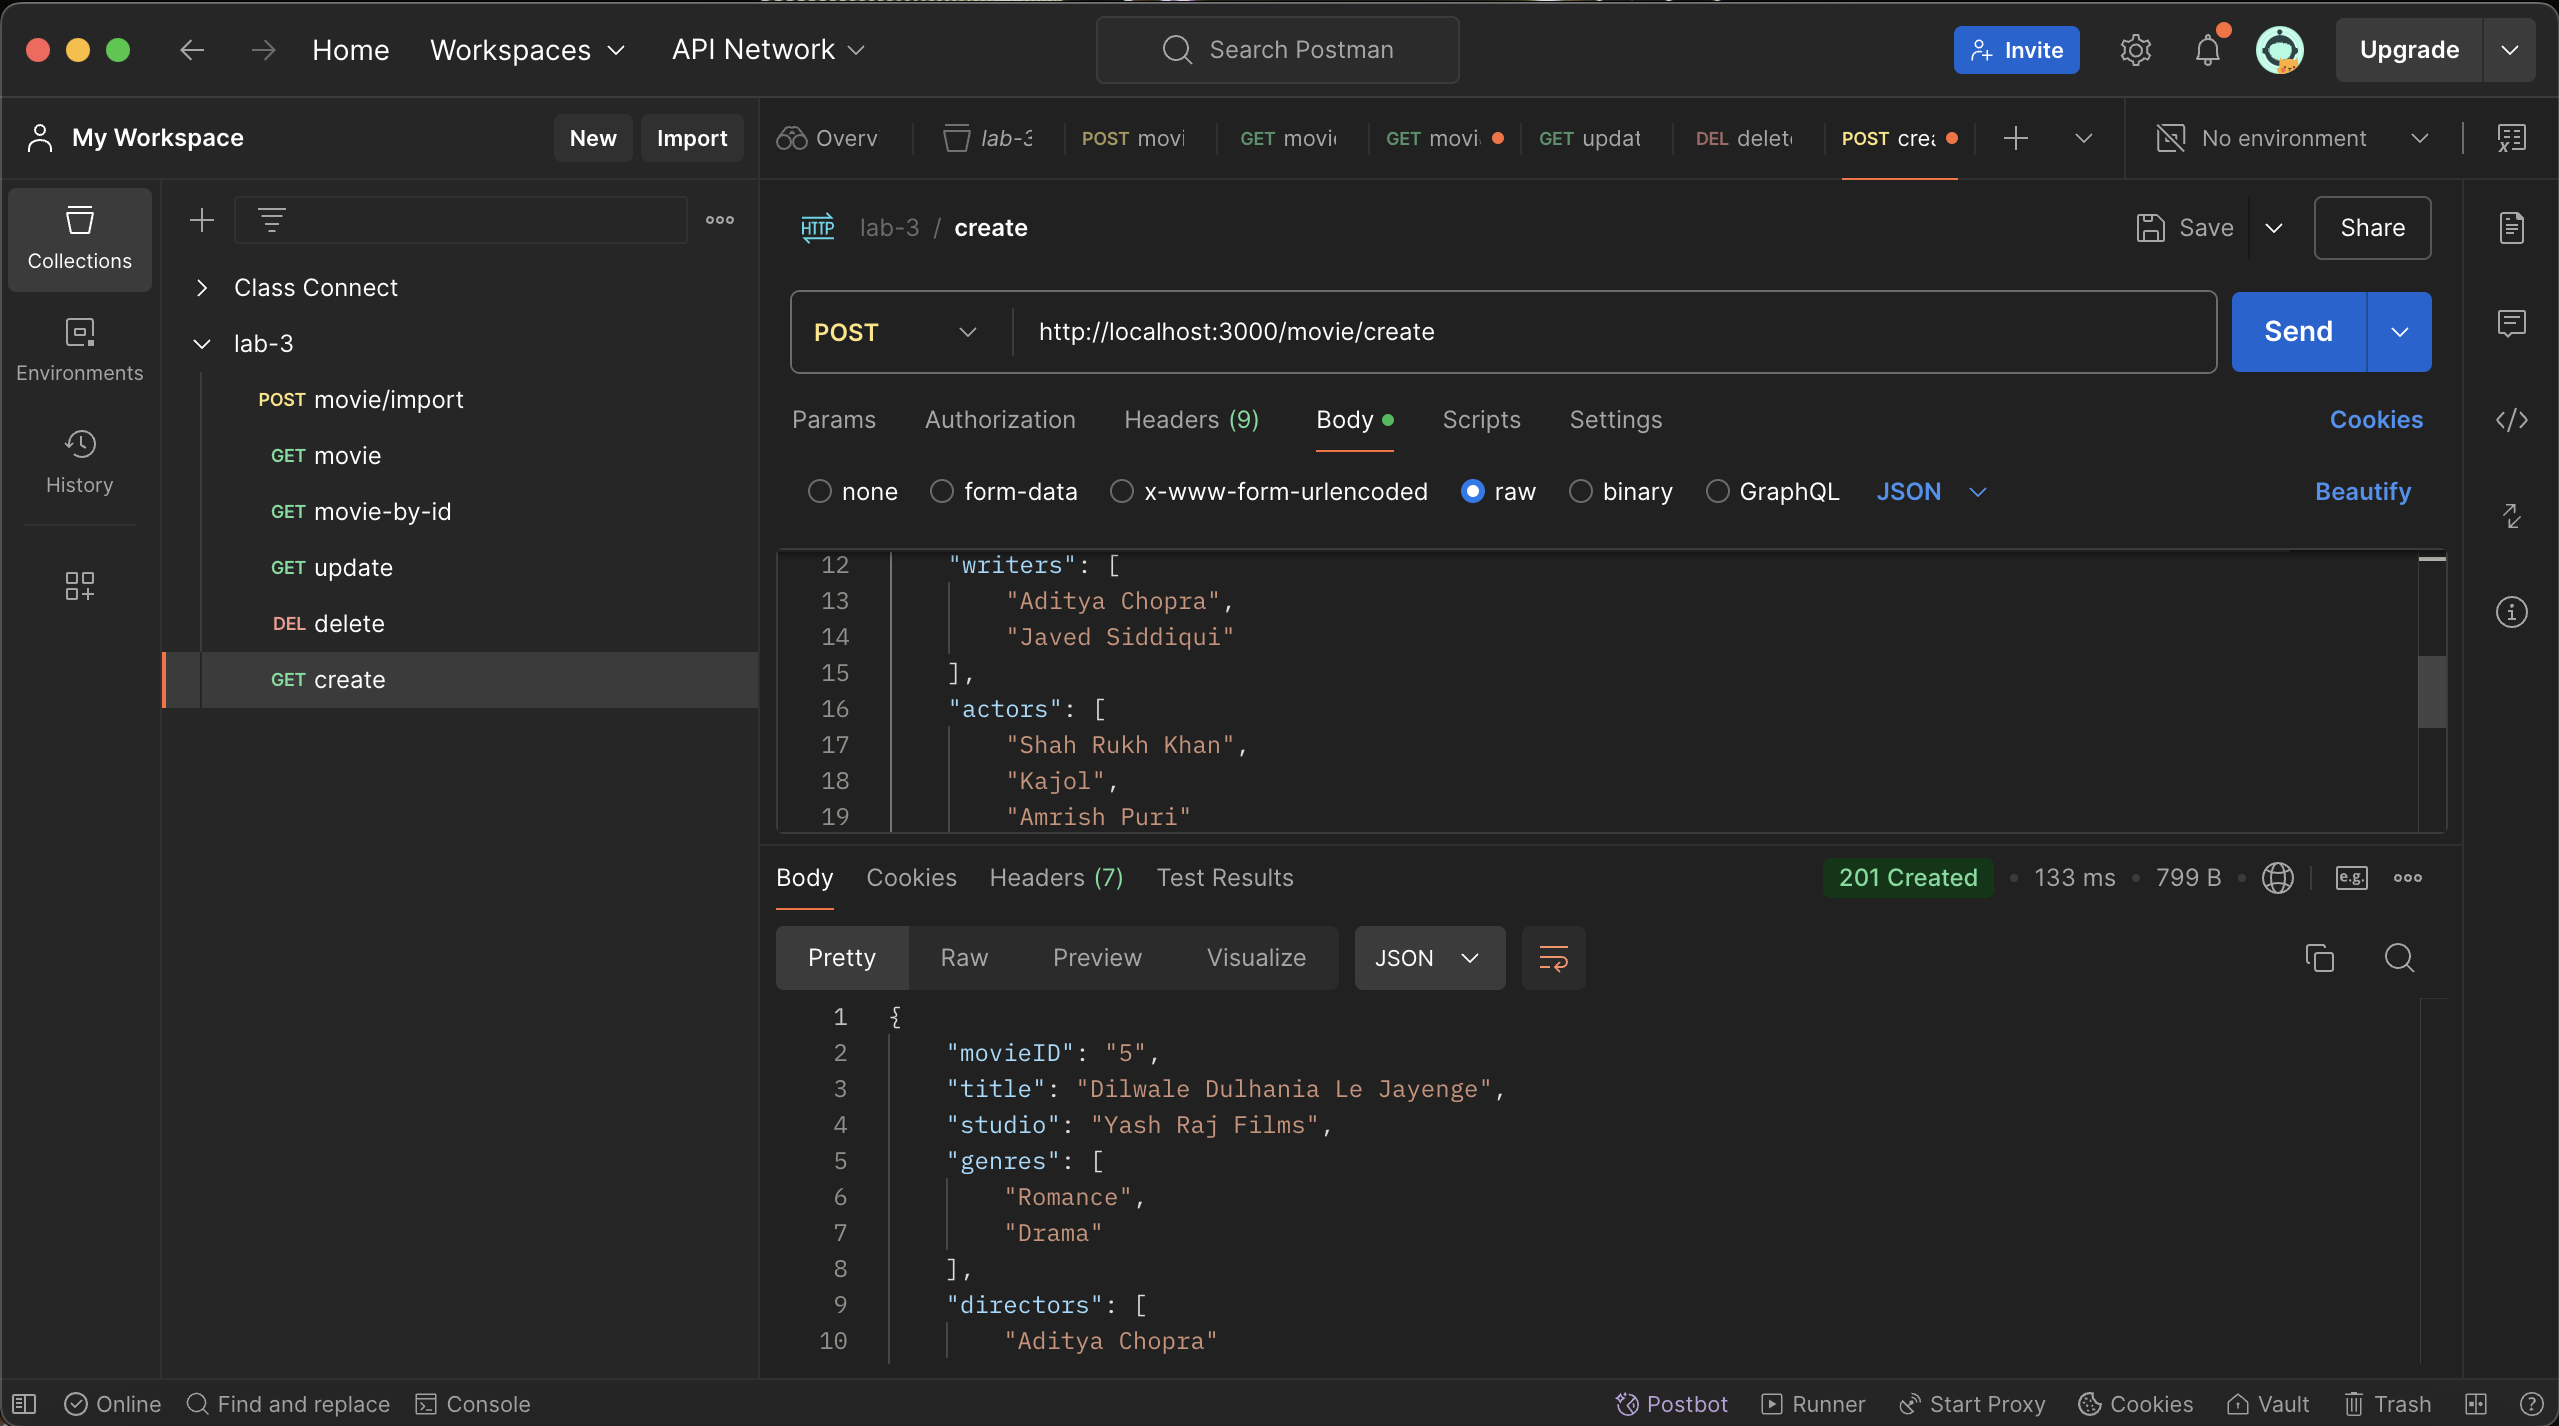 Home
Workspaces
API Network
Search Postman
Invite
Upgrade
My Workspace
New
Import
Overv
lab-3
POST movi
GET movi
GET movi
GET updat
DEL delet
POST cre
No environment
Collections
Environments
History
Class Connect
lab-3
POST movie/import
GET movie
GET movie-by-id
GET update
DEL delete
GET create
HTTP
lab-3 / create
Save
Share
POST
http://localhost:3000/movie/create
Send
Params
Authorization
Headers (9)
Body
Scripts
Settings
Cookies
none
form-data
x-www-form-urlencoded
raw
binary
GraphQL
JSON
Beautify
12 "writers": [
13 "Aditya Chopra",
14 "Javed Siddiqui"
15 ],
16 "actors": [
17 "Shah Rukh Khan",
18 "Kajol",
19 "Amrish Puri"
Body
Cookies
Headers (7)
Test Results
201 Created
133 ms
799 B
e.g.
Pretty
Raw
Preview
Visualize
JSON
1 {
2 "movieID": "5",
3 "title": "Dilwale Dulhania Le Jayenge",
4 "studio": "Yash Raj Films",
5 "genres": [
6 "Romance",
7 "Drama"
8 ],
9 "directors": [
10 "Aditya Chopra"
Online
Find and replace
Console
Postbot
Runner
Start Proxy
Cookies
Vault
Trash